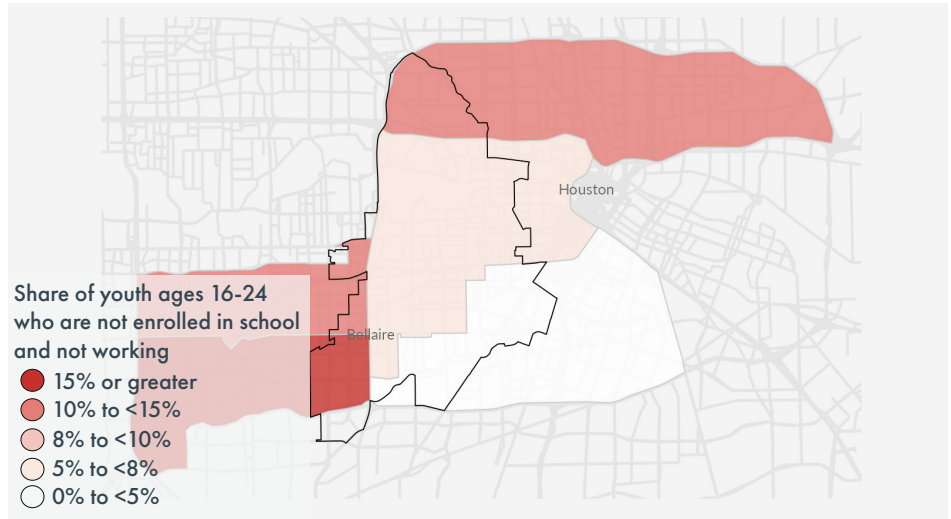 Houston
Bellaire
Share of youth ages 16-24
who are not enrolled in school
and not working
15% or greater
10% to <15%
8% to <10%
5% to <8%
0% to <5%